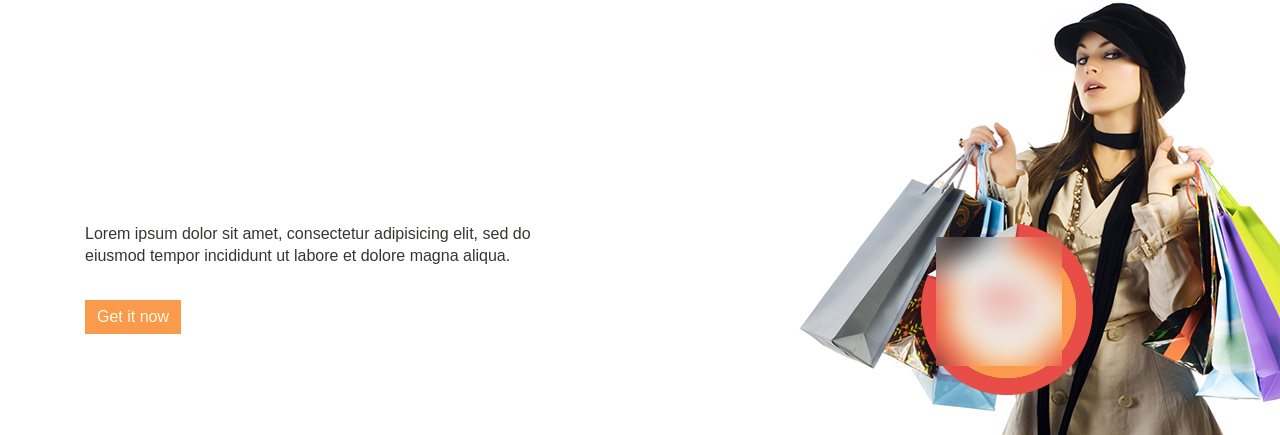 Lorem ipsum dolor sit amet, consectetur adipisicing elit, sed do
eiusmod tempor incididunt ut labore et dolore magna aliqua.
Get it now